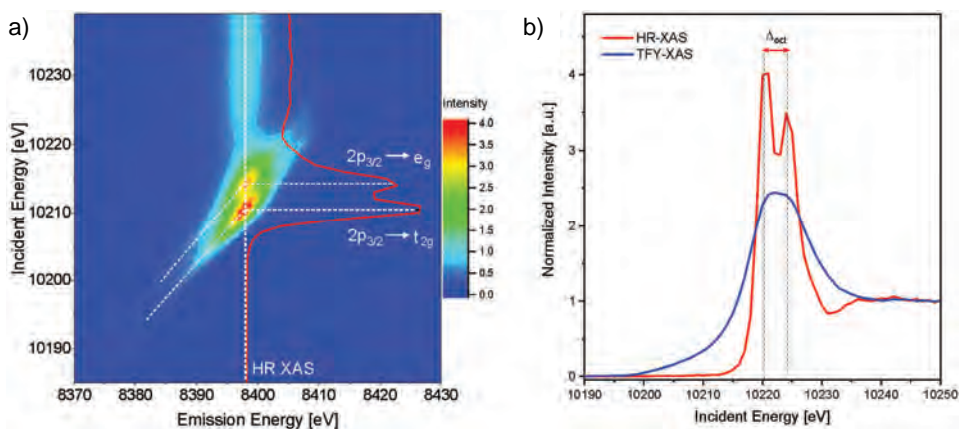 a)
10230
10220
10210
10200
10190
Incident Energy [eV]
8370 8380 8390 8400 8410 8420 8430
Emission Energy [eV]
2p3/2 → eg
2p3/2 → t2g
HR XAS
Intensity
4.0
3.5
3.0
2.5
2.0
1.5
1.0
0.5
0.0
b)
HR-XAS
TFY-XAS
Δoct
4
3
2
1
0
Normalized Intensity [a.u.]
10190 10200 10210 10220 10230 10240 10250
Incident Energy [eV]